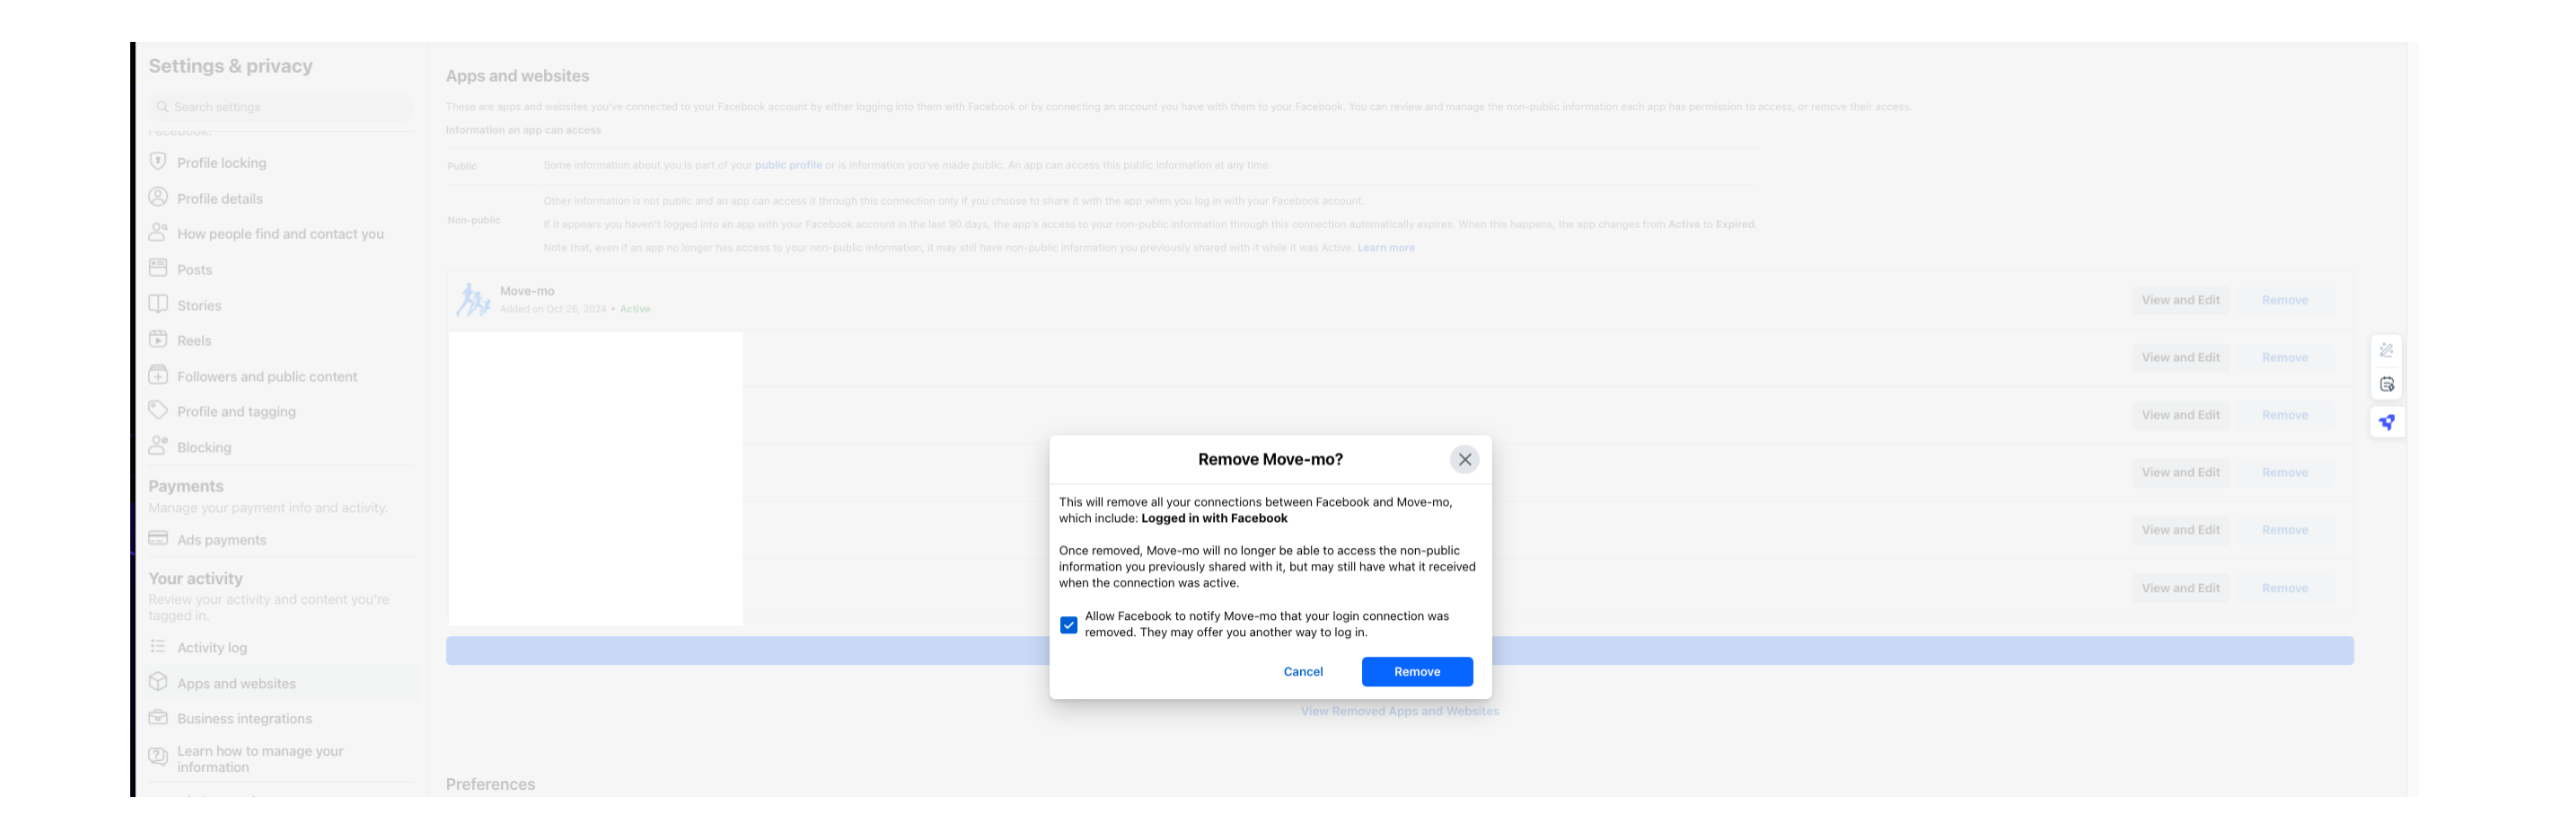 Settings & privacy
Search settings
Facebook.
Profile locking
Profile details
How people find and contact you
Posts
Stories
Reels
Followers and public content
Profile and tagging
Blocking
Payments
Manage your payment info and activity.
Ads payments
Your activity
Review your activity and content you're
tagged in.
Activity log
Apps and websites
Business integrations
Learn how to manage your
information
Apps and websites
These are apps and websites you've connected to your Facebook account by either logging into them with Facebook or by connecting an account you have with them to your Facebook. You can review and manage the non-public information each app has permission to access, or remove their access.
Information an app can access
Public
Some information about you is part of your public profile or is information you've made public. An app can access this public information at any time.
Non-public
Other information is not public and an app can access it through this connection only if you choose to share it with the app when you log in with your Facebook account.
If it appears you haven't logged into an app with your Facebook account in the last 90 days, the app's access to your non-public information through this connection automatically expires. When this happens, the app changes from Active to Expired.
Note that, even if an app no longer has access to your non-public information, it may still have non-public information you previously shared with it while it was Active. Learn more
Move-mo
Added on Oct 26, 2024 • Active
View and Edit Remove
View and Edit Remove
View and Edit Remove
View and Edit Remove
View and Edit Remove
View and Edit Remove
Remove Move-mo?
This will remove all your connections between Facebook and Move-mo,
which include: Logged in with Facebook
Once removed, Move-mo will no longer be able to access the non-public
information you previously shared with it, but may still have what it received
when the connection was active.
Allow Facebook to notify Move-mo that your login connection was
removed. They may offer you another way to log in.
Cancel Remove
View Removed Apps and Websites
Preferences